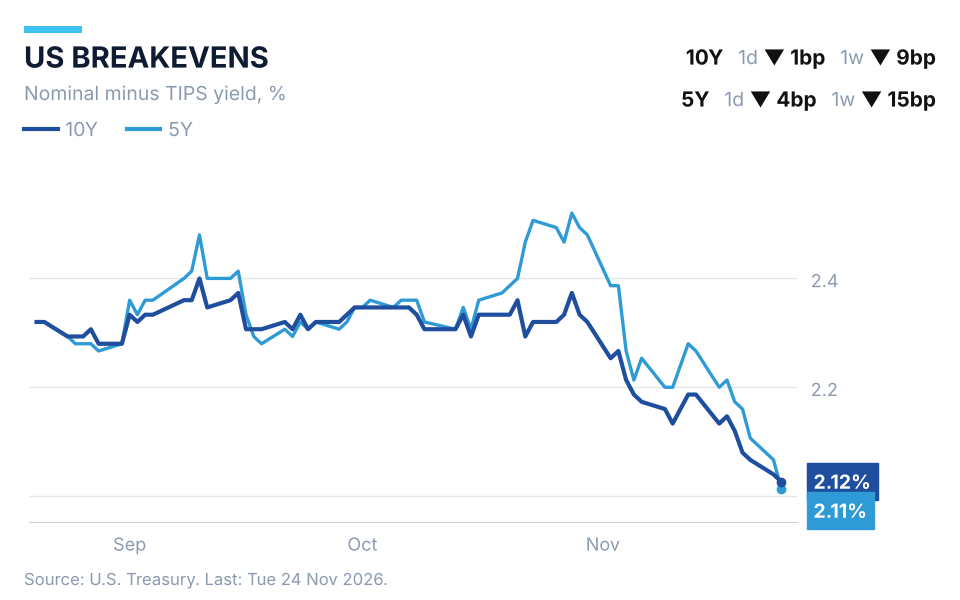 US BREAKEVENS
Nominal minus TIPS yield, %
10Y 5Y
10Y 1d ▼ 1bp 1w ▼ 9bp
5Y 1d ▼ 4bp 1w ▼ 15bp
2.4
2.2
2.12%
2.11%
Sep Oct Nov
Source: U.S. Treasury. Last: Tue 24 Nov 2026.